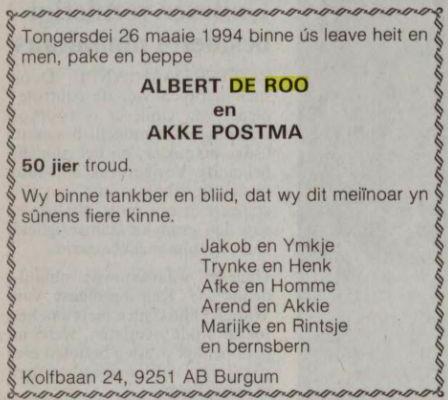 Tongersdei 26 maaie 1994 binne ús leave heit en
men, pake en beppe
ALBERT DE ROO
en
AKKE POSTMA
50 jier troud.
Wy binne tankber en bliid, dat wy dit meiïnoar yn
sûnens fiere kinne.
Jakob en Ymkje
Trynke en Henk
Afke en Homme
Arend en Akkie
Marijke en Rintsje
en bernsbern
Kolfbaan 24, 9251 AB Burgum